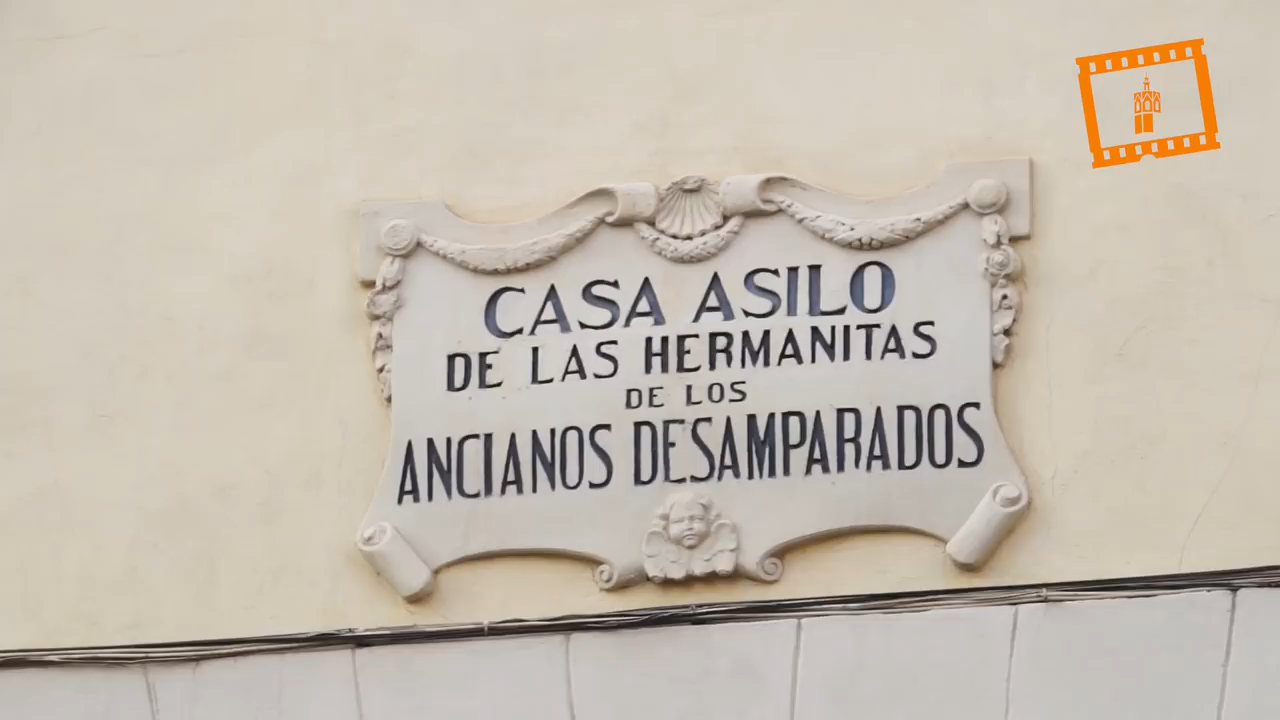 CASA ASILO
DE LAS HERMANITAS
DE LOS
ANCIANOS DESAMPARADOS